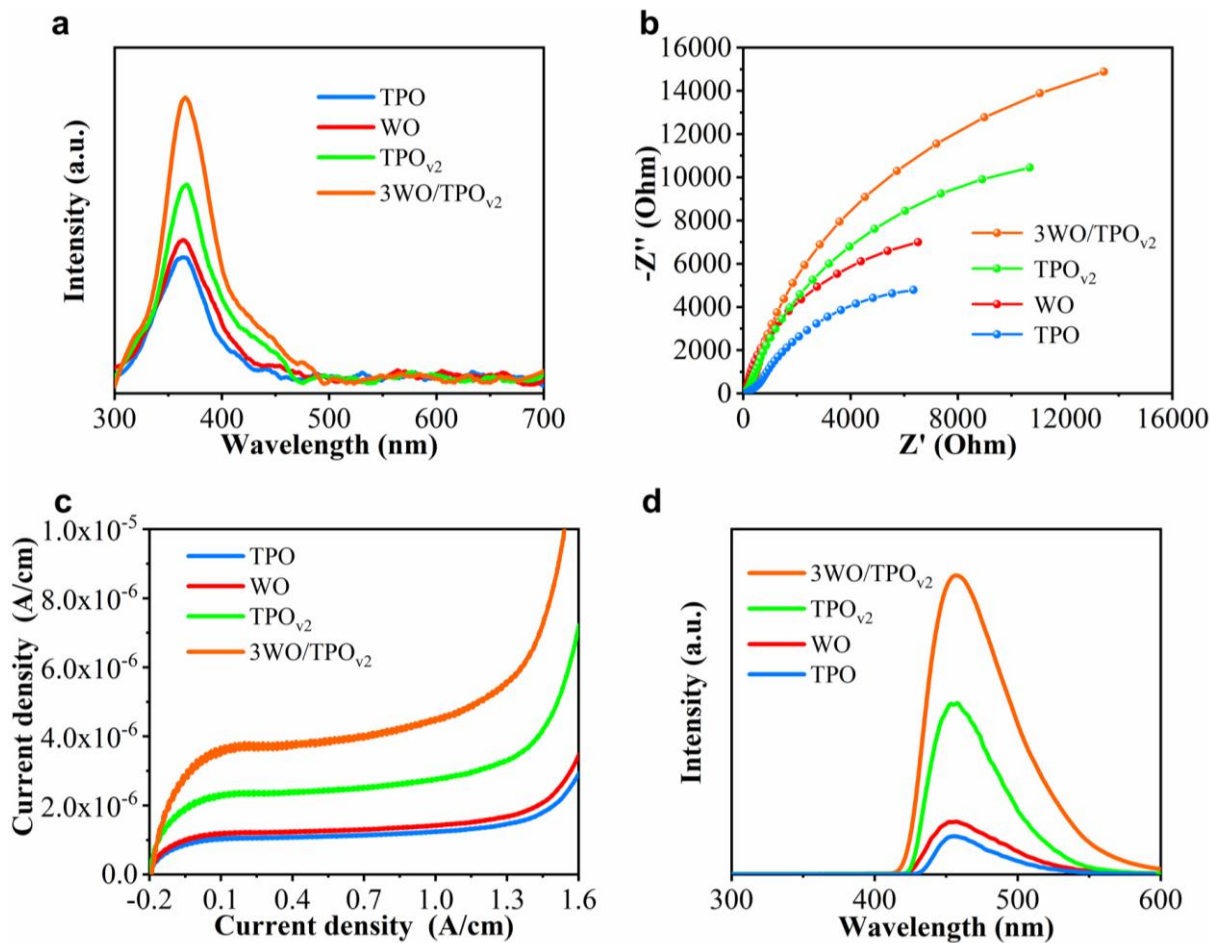 a
Intensity (a.u.)
TPO
WO
TPOv2
3WO/TPOv2
300 400 500 600 700
Wavelength (nm)
b
16000
14000
12000
10000
8000
6000
4000
2000
0
-Z'' (Ohm)
3WO/TPOv2
TPOv2
WO
TPO
0 4000 8000 12000 16000
Z' (Ohm)
c
1.0x10-5
8.0x10-6
6.0x10-6
4.0x10-6
2.0x10-6
0.0
Current density (A/cm)
TPO
WO
TPOv2
3WO/TPOv2
-0.2 0.1 0.4 0.7 1.0 1.3 1.6
Current density (A/cm)
d
Intensity (a.u.)
3WO/TPOv2
TPOv2
WO
TPO
300 400 500 600
Wavelength (nm)